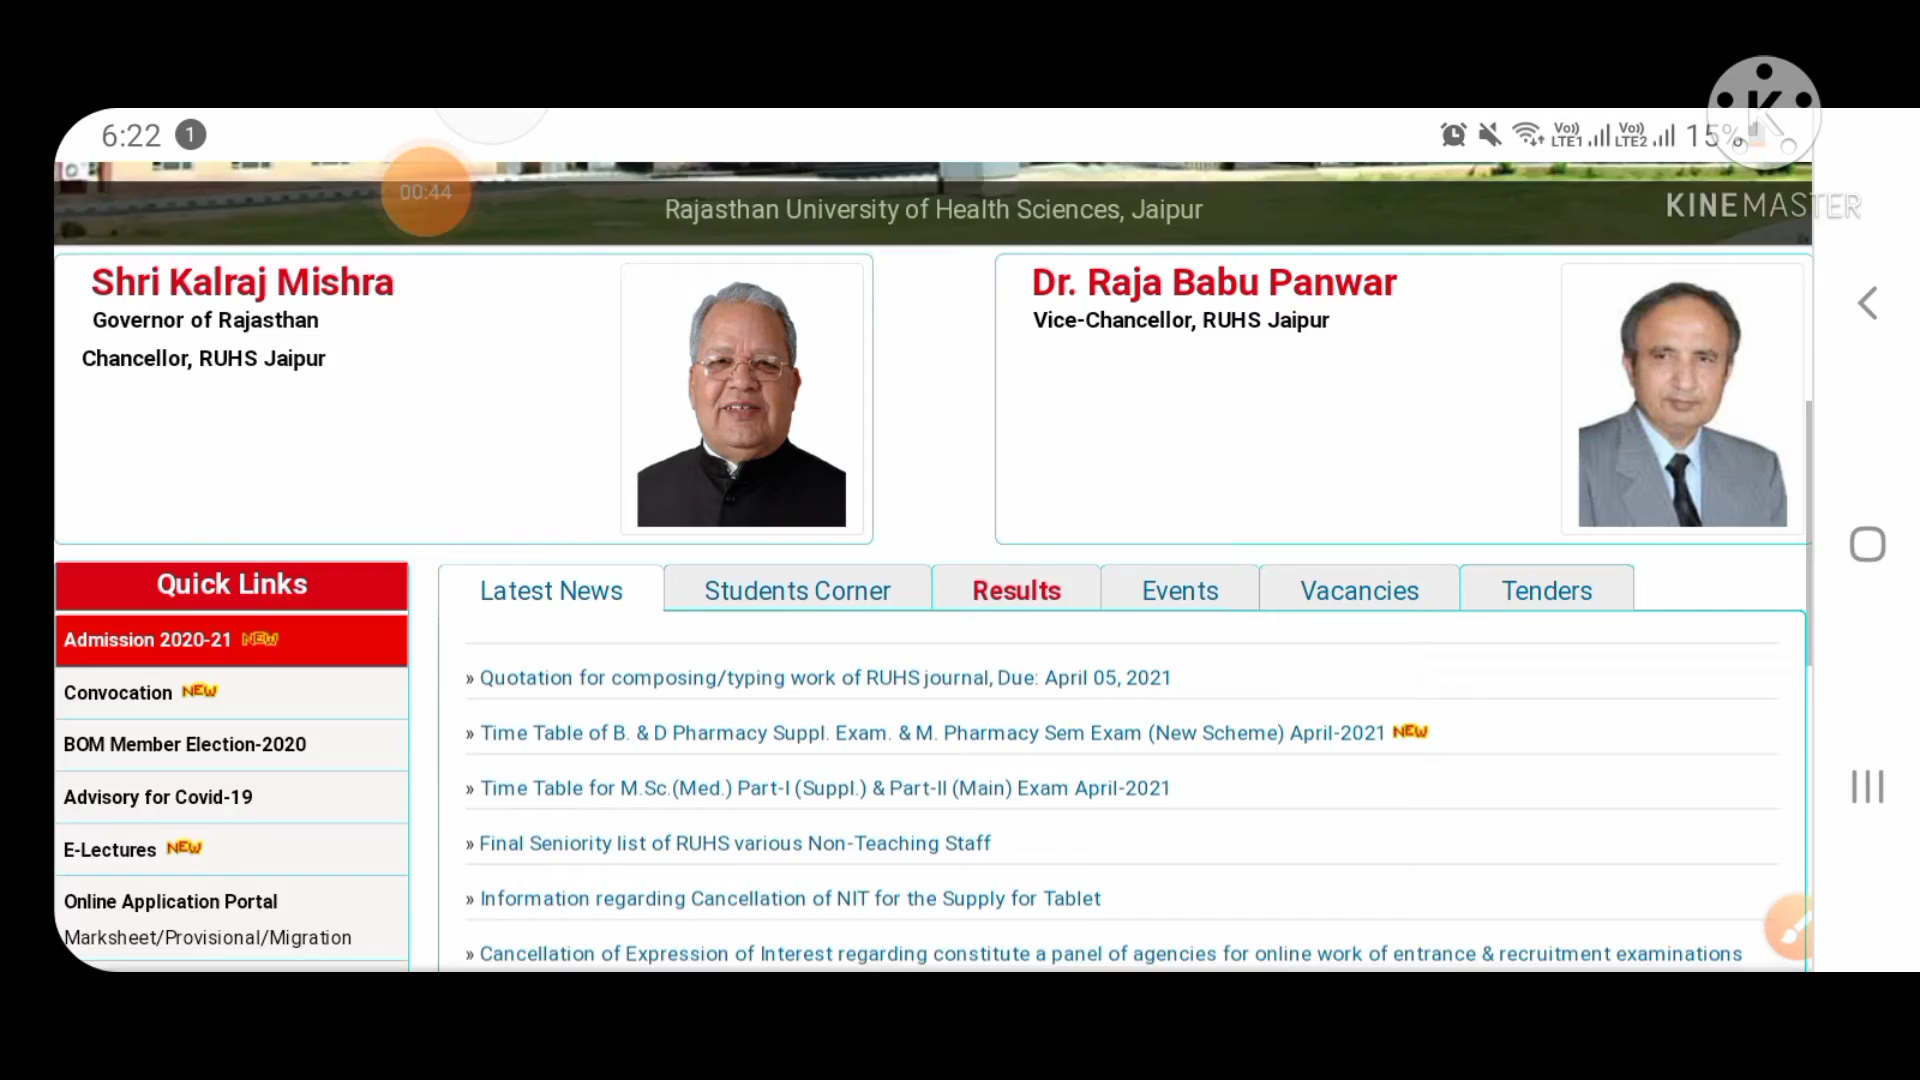 6:22 1
Vo)) LTE1 Vo)) LTE2 15%
K
KINEMASTER
00:44
Rajasthan University of Health Sciences, Jaipur
Shri Kalraj Mishra
Governor of Rajasthan
Chancellor, RUHS Jaipur
Dr. Raja Babu Panwar
Vice-Chancellor, RUHS Jaipur
Quick Links
Admission 2020-21 NEW
Convocation NEW
BOM Member Election-2020
Advisory for Covid-19
E-Lectures NEW
Online Application Portal
Marksheet/Provisional/Migration
Latest News Students Corner Results Events Vacancies Tenders
» Quotation for composing/typing work of RUHS journal, Due: April 05, 2021
» Time Table of B. & D Pharmacy Suppl. Exam. & M. Pharmacy Sem Exam (New Scheme) April-2021 NEW
» Time Table for M.Sc.(Med.) Part-I (Suppl.) & Part-II (Main) Exam April-2021
» Final Seniority list of RUHS various Non-Teaching Staff
» Information regarding Cancellation of NIT for the Supply for Tablet
» Cancellation of Expression of Interest regarding constitute a panel of agencies for online work of entrance & recruitment examinations